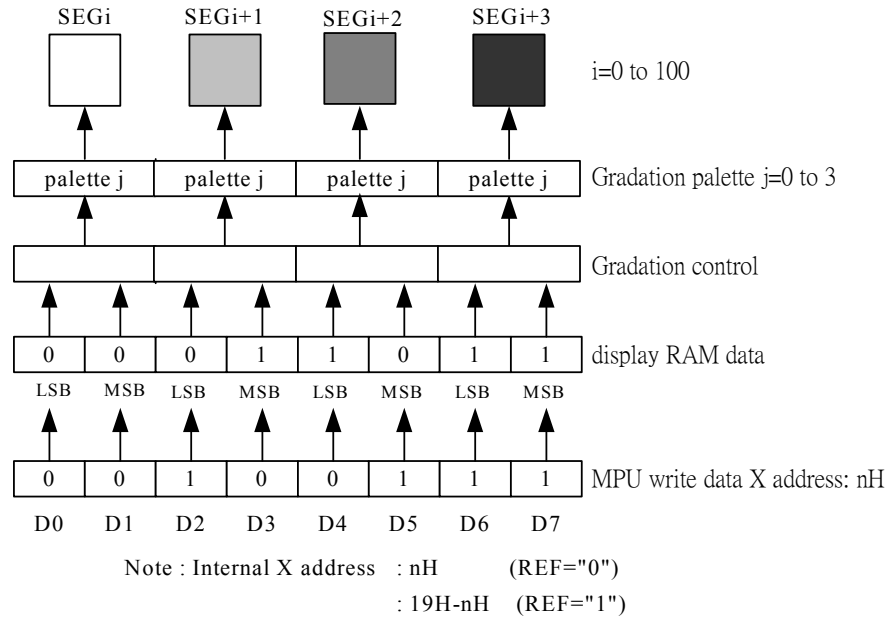 SEGi SEGi+1 SEGi+2 SEGi+3
i=0 to 100
palette j palette j palette j palette j Gradation palette j=0 to 3
Gradation control
0 0 0 1 1 0 1 1 display RAM data
LSB MSB LSB MSB LSB MSB LSB MSB
0 0 1 0 0 1 1 1 MPU write data X address: nH
D0 D1 D2 D3 D4 D5 D6 D7
Note : Internal X address : nH (REF="0")
: 19H-nH (REF="1")